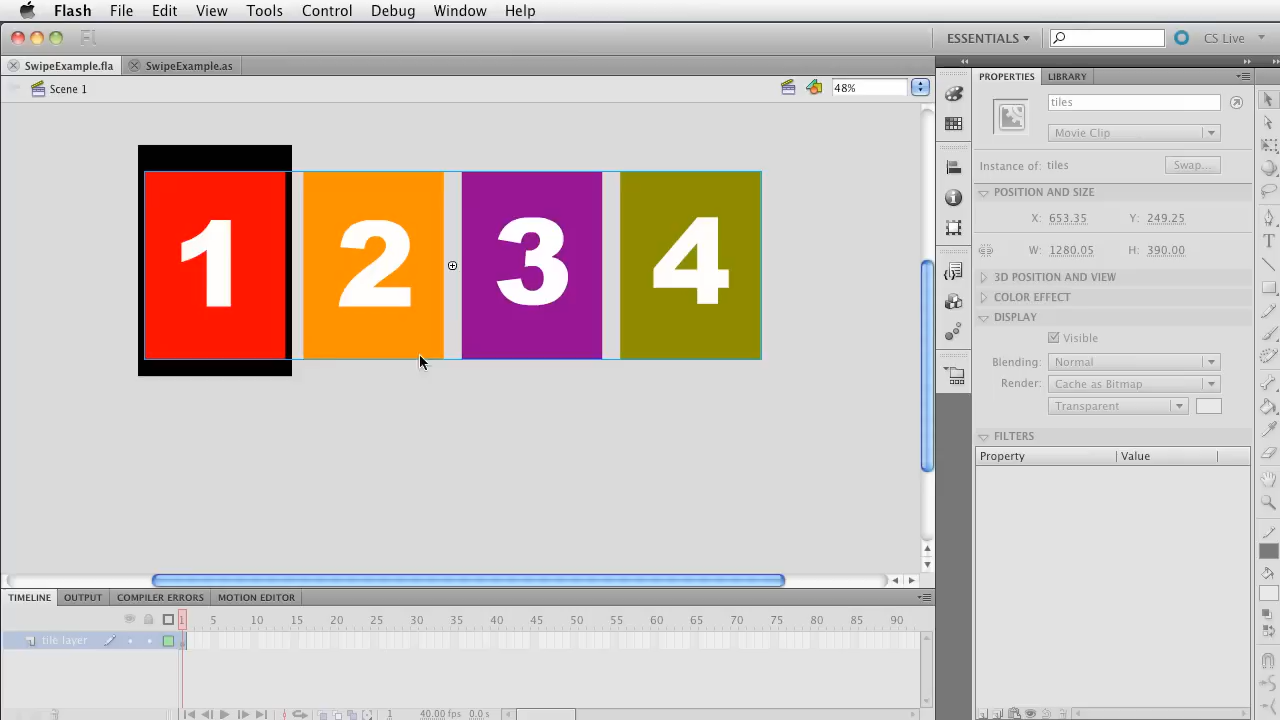 Flash File Edit View Tools Control Debug Window Help
Fl ESSENTIALS CS Live
SwipeExample.fla SwipeExample.as
Scene 1 48%
PROPERTIES LIBRARY
tiles
Movie Clip
Instance of: tiles Swap...
POSITION AND SIZE
X: 653.35 Y: 249.25
W: 1280.05 H: 390.00
3D POSITION AND VIEW
COLOR EFFECT
DISPLAY
Visible
Blending: Normal
Render: Cache as Bitmap
Transparent
FILTERS
Property Value
1 2 3 4
TIMELINE OUTPUT COMPILER ERRORS MOTION EDITOR
1 5 10 15 20 25 30 35 40 45 50 55 60 65 70 75 80 85 90
tile layer
1 40.00 fps 0.0 s